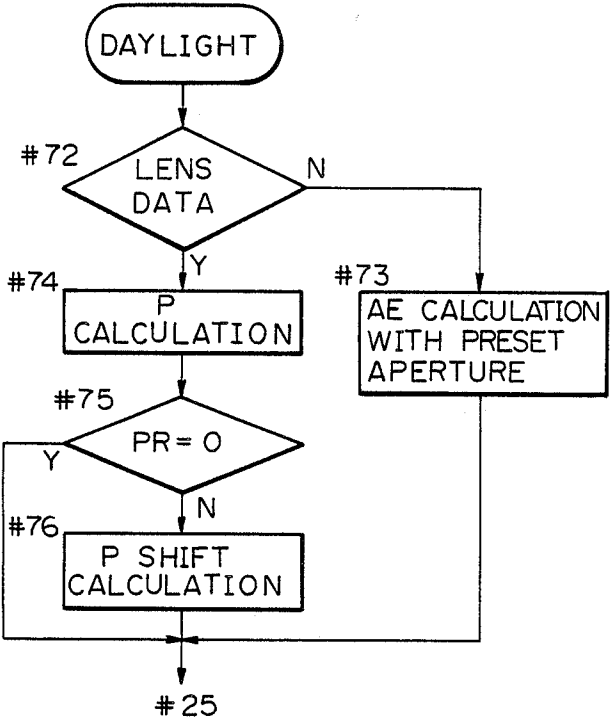 DAYLIGHT
#72
LENS
DATA
N
Y
#74
P
CALCULATION
#73
AE CALCULATION
WITH PRESET
APERTURE
#75
PR=0
Y
N
#76
P SHIFT
CALCULATION
#25